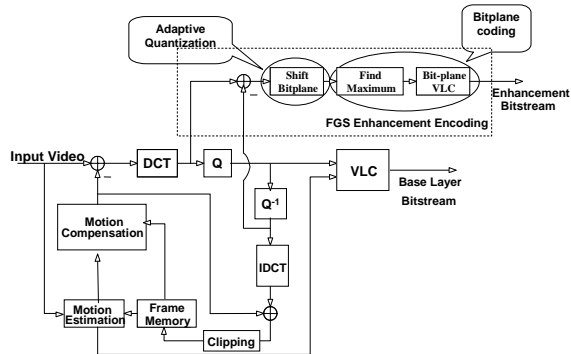 Adaptive
Quantization
Bitplane
coding
Shift
Bitplane
Find
Maximum
Bit-plane
VLC
Enhancement
Bitstream
FGS Enhancement Encoding
Input Video
DCT
Q
VLC
Base Layer
Bitstream
Q-1
Motion
Compensation
IDCT
Motion
Estimation
Frame
Memory
Clipping